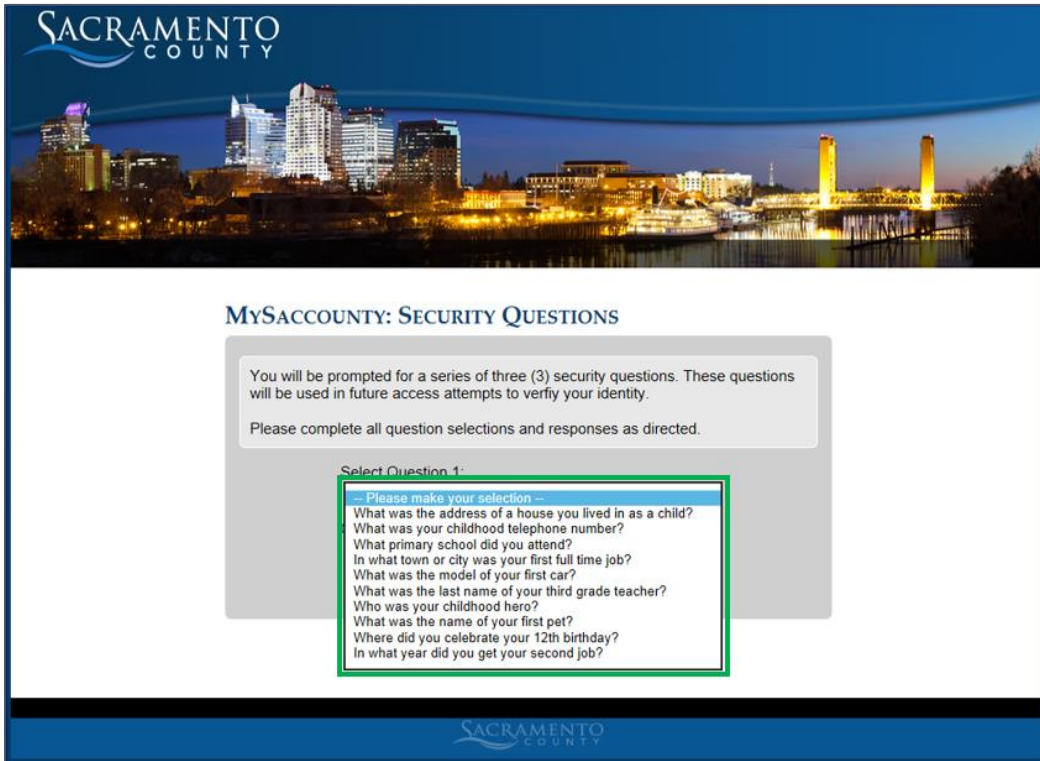 SACRAMENTO
COUNTY
MYSACCOUNTY: SECURITY QUESTIONS
You will be prompted for a series of three (3) security questions. These questions
will be used in future access attempts to verfiy your identity.
Please complete all question selections and responses as directed.
Select Question 1:
-- Please make your selection --
What was the address of a house you lived in as a child?
What was your childhood telephone number?
What primary school did you attend?
In what town or city was your first full time job?
What was the model of your first car?
What was the last name of your third grade teacher?
Who was your childhood hero?
What was the name of your first pet?
Where did you celebrate your 12th birthday?
In what year did you get your second job?
SACRAMENTO
COUNTY